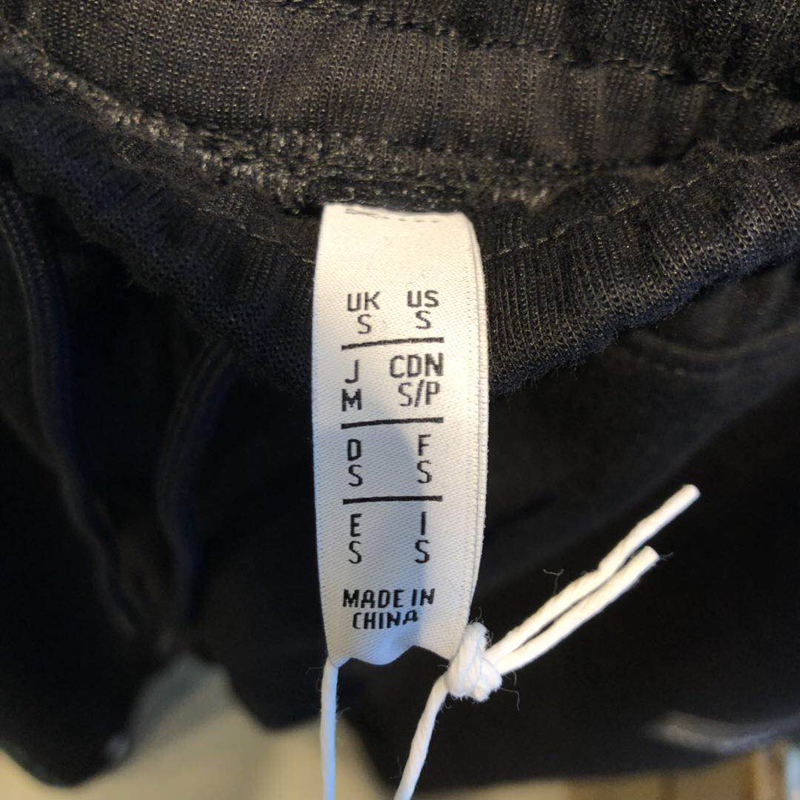 UK US
S S
J CDN
M S/P
D F
S S
E I
S S
MADE IN
CHINA